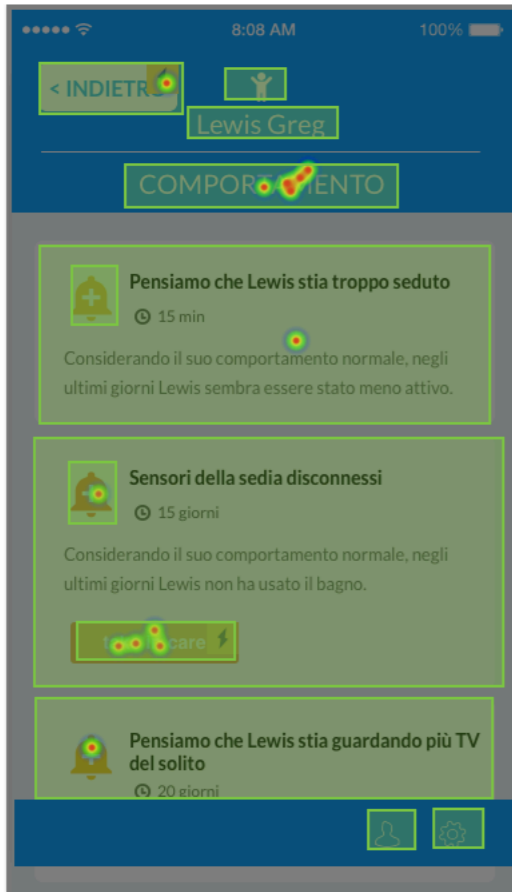 8:08 AM
100%
< INDIETRO
Lewis Greg
COMPORTAMENTO
Pensiamo che Lewis stia troppo seduto
15 min
Considerando il suo comportamento normale, negli
ultimi giorni Lewis sembra essere stato meno attivo.
Sensori della sedia disconnessi
15 giorni
Considerando il suo comportamento normale, negli
ultimi giorni Lewis non ha usato il bagno.
Pensiamo che Lewis stia guardando più TV
del solito
20 giorni